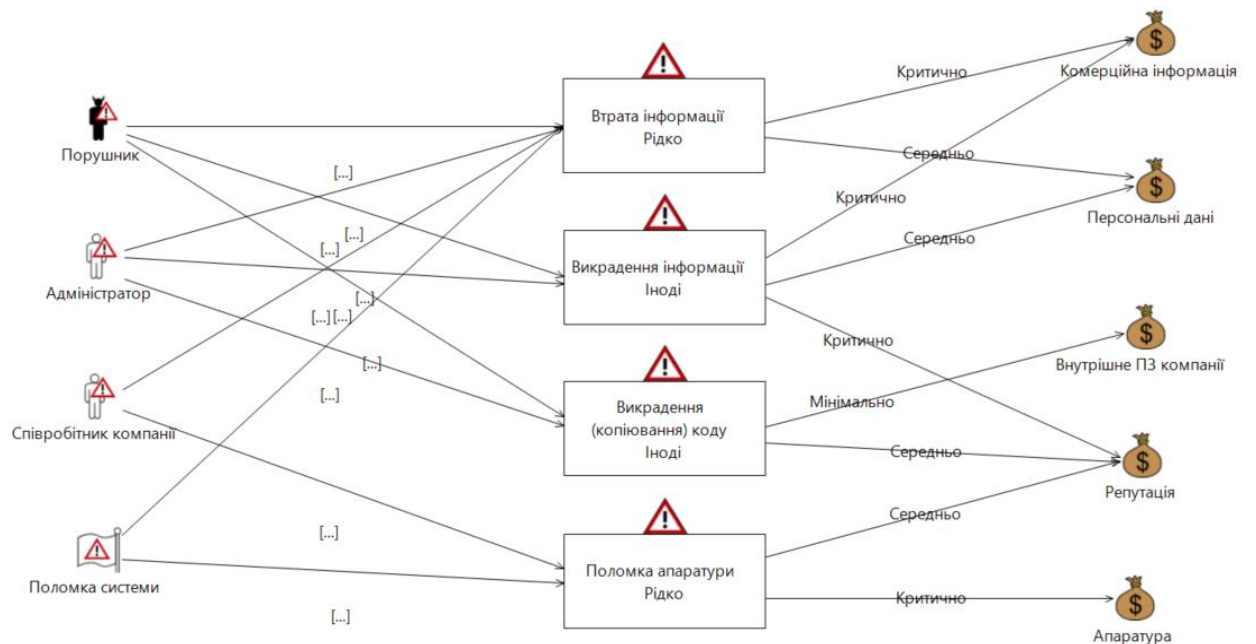 Порушник
Адміністратор
Співробітник компанії
Поломка системи
[...]
[...]
[...]
[...]
[...] [...]
[...]
[...]
[...]
[...]
Втрата інформації
Рідко
Викрадення інформації
Іноді
Викрадення
(копіювання) коду
Іноді
Поломка апаратури
Рідко
Критично
Середньо
Критично
Середньо
Критично
Мінімально
Середньо
Середньо
Критично
$
Комерційна інформація
$
Персональні дані
$
Внутрішне ПЗ компанії
$
Репутація
$
Апаратура